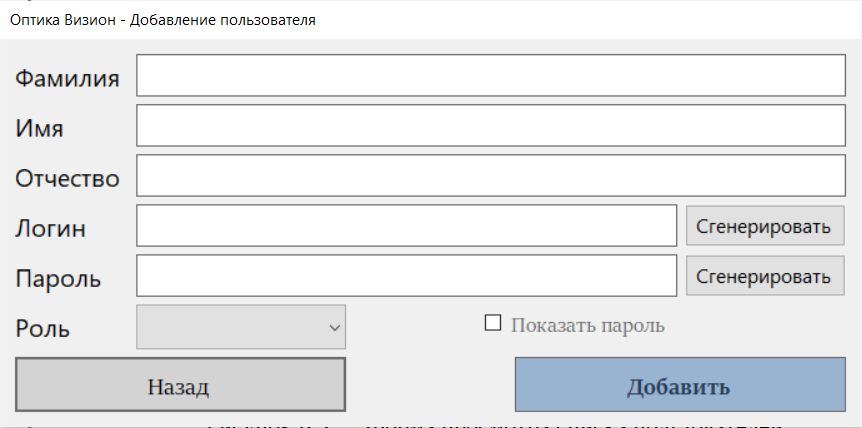 Оптика Визион - Добавление пользователя
Фамилия
Имя
Отчество
Логин Сгенерировать
Пароль Сгенерировать
Роль Показать пароль
Назад Добавить